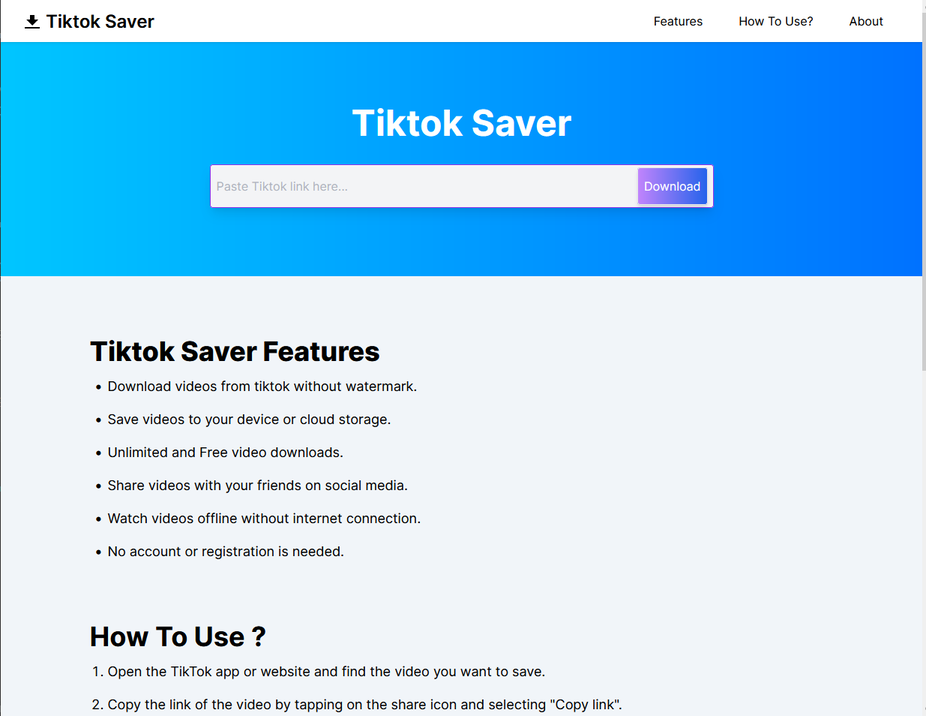 Tiktok Saver
Features
How To Use?
About
Tiktok Saver
Paste Tiktok link here...
Download
Tiktok Saver Features
• Download videos from tiktok without watermark.
• Save videos to your device or cloud storage.
• Unlimited and Free video downloads.
• Share videos with your friends on social media.
• Watch videos offline without internet connection.
• No account or registration is needed.
How To Use ?
1. Open the TikTok app or website and find the video you want to save.
2. Copy the link of the video by tapping on the share icon and selecting "Copy link".